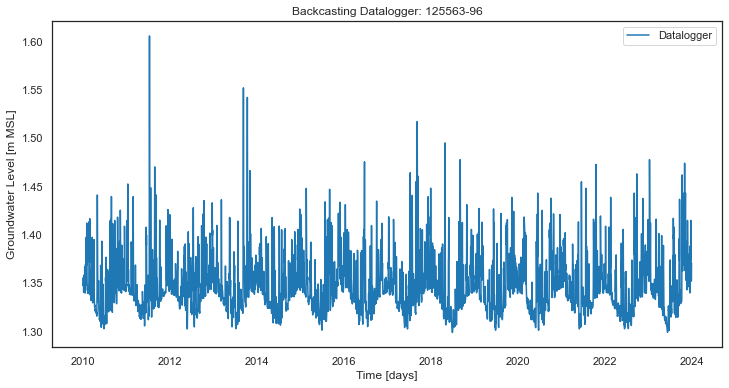 Backcasting Datalogger: 125563-96
Datalogger
Groundwater Level [m MSL]
1.60
1.55
1.50
1.45
1.40
1.35
1.30
2010 2012 2014 2016 2018 2020 2022 2024
Time [days]